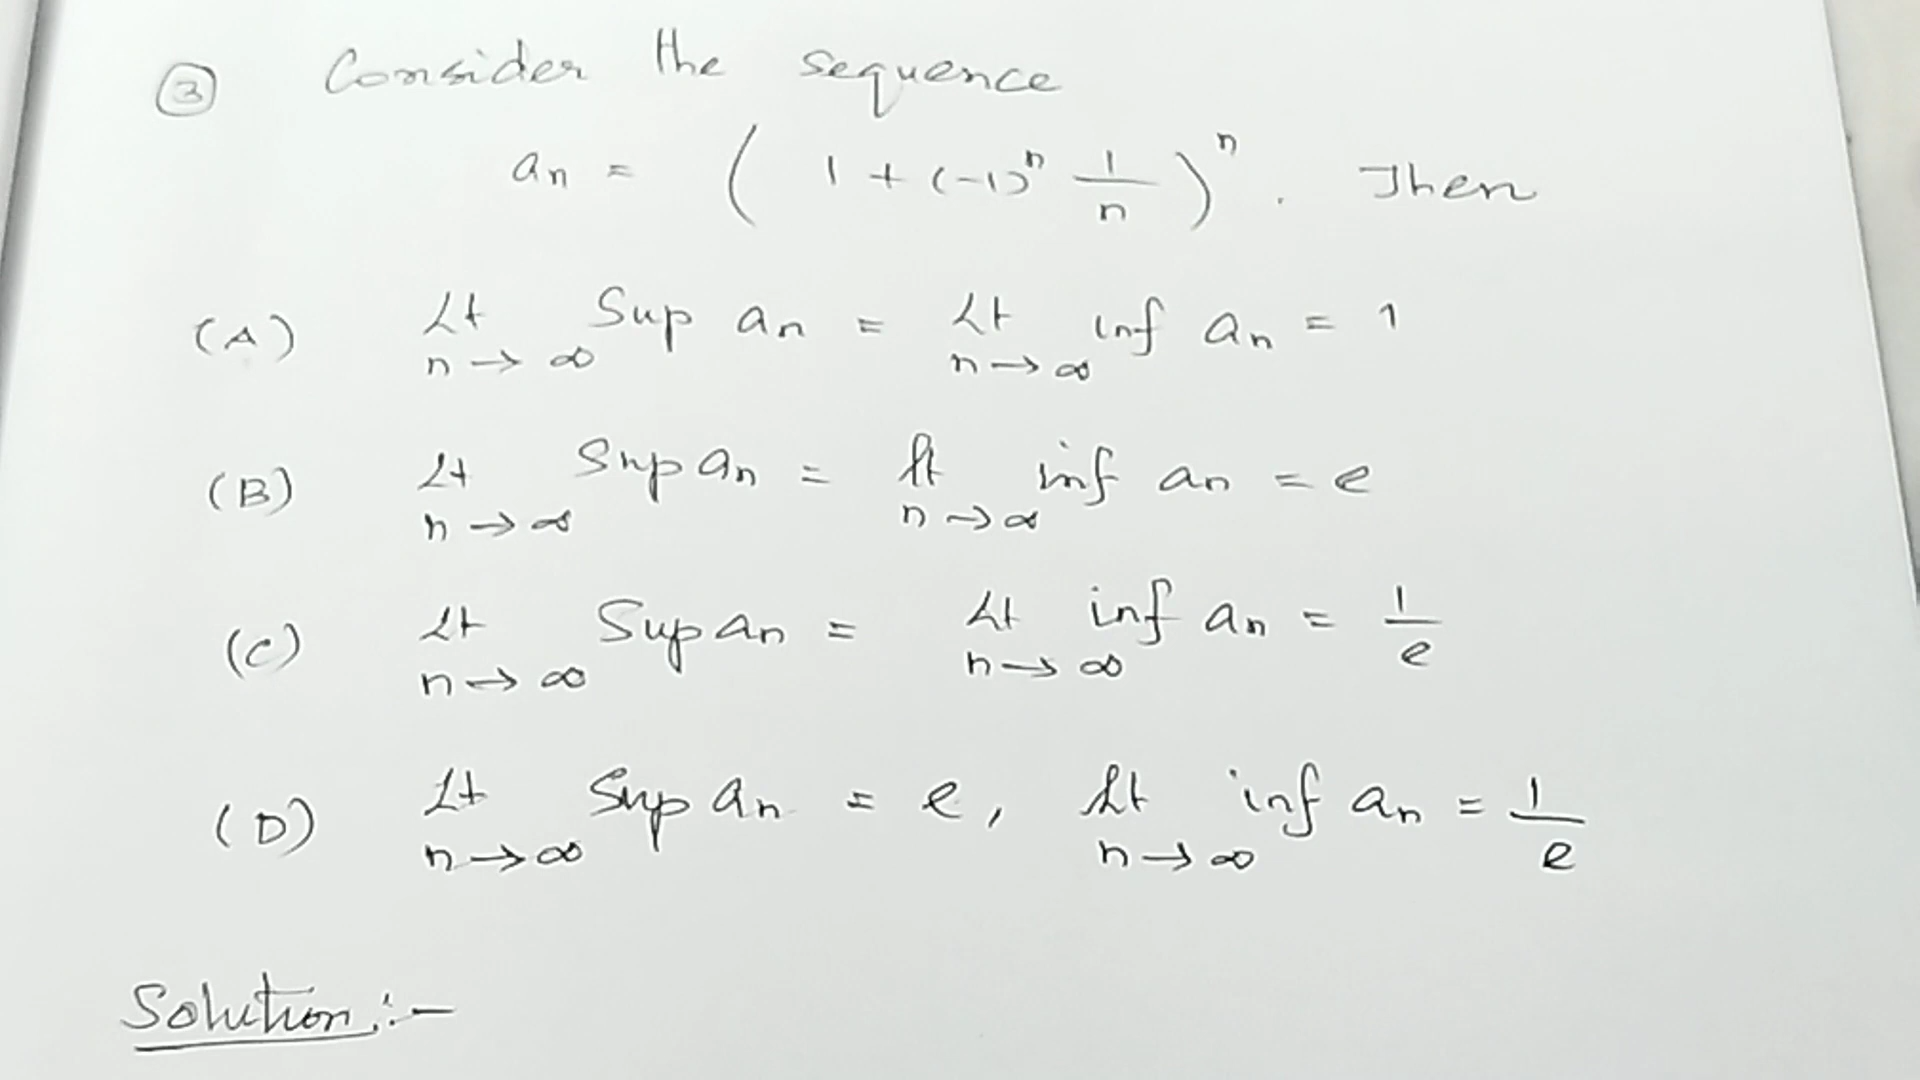 ③ Consider the sequence
an = ( 1 + (-1)^n 1/n )^n . Then
(A) Lt n→∞ Sup an = Lt n→∞ inf an = 1
(B) Lt n→∞ Sup an = lt n→∞ inf an = e
(C) Lt n→∞ Sup an = Lt n→∞ inf an = 1/e
(D) Lt n→∞ Sup an = e, Lt n→∞ inf an = 1/e
Solution :-